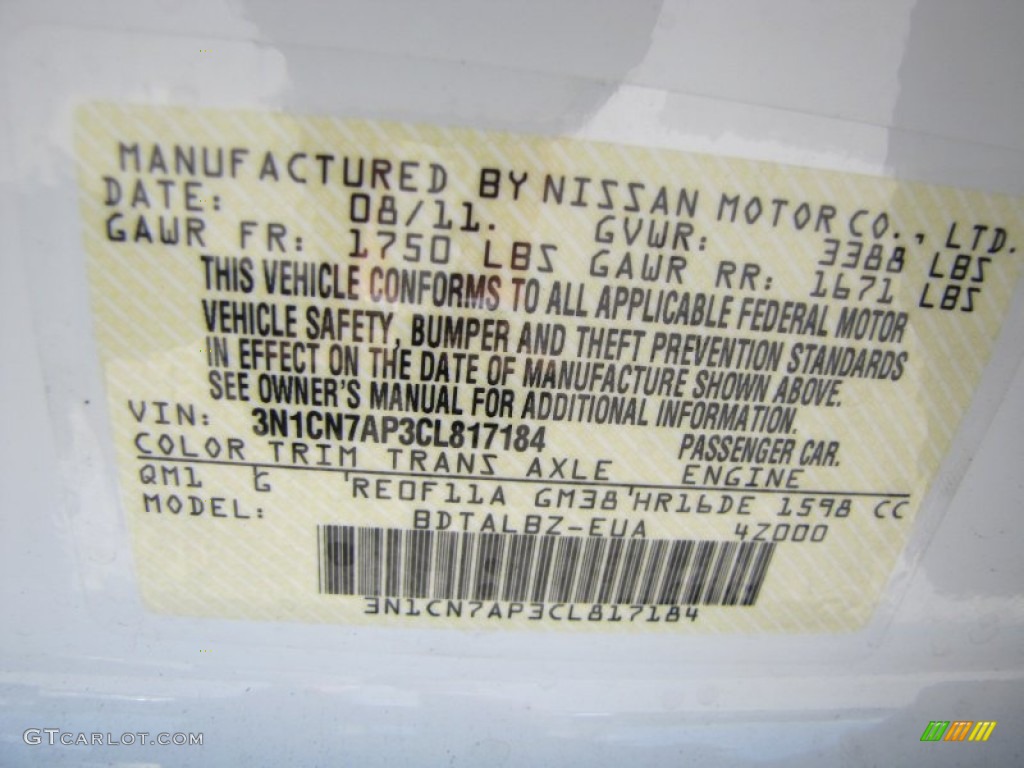 MANUFACTURED BY NISSAN MOTOR CO., LTD.
DATE: 08/11. GVWR: 3388 LBS
GAWR FR: 1750 LBS GAWR RR: 1671 LBS
THIS VEHICLE CONFORMS TO ALL APPLICABLE FEDERAL MOTOR
VEHICLE SAFETY, BUMPER AND THEFT PREVENTION STANDARDS
IN EFFECT ON THE DATE OF MANUFACTURE SHOWN ABOVE.
SEE OWNER'S MANUAL FOR ADDITIONAL INFORMATION.
VIN: 3N1CN7AP3CL817184 PASSENGER CAR.
COLOR TRIM TRANS AXLE ENGINE
QM1 G 'RE0F11A GM38'HR16DE 1598 CC
MODEL: BDTALBZ-EUA 4Z000
3N1CN7AP3CL817184
GTCARLOT.COM